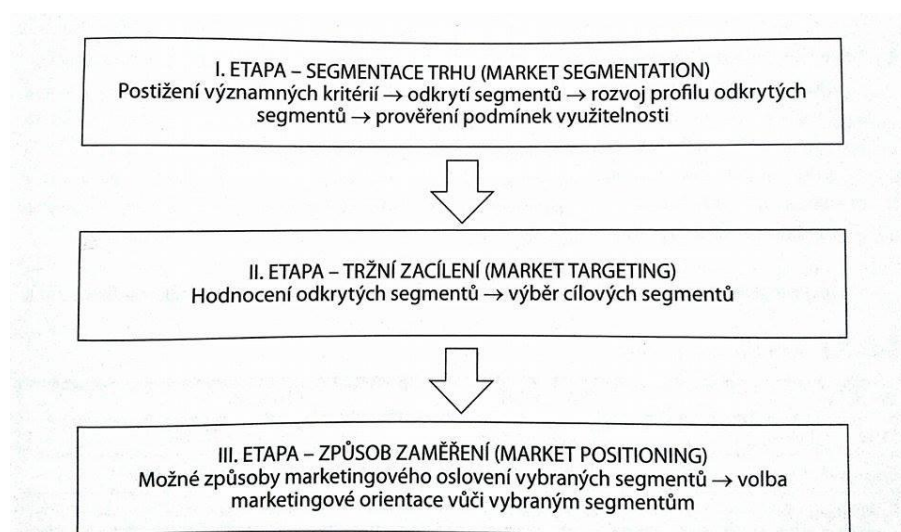 I. ETAPA – SEGMENTACE TRHU (MARKET SEGMENTATION)
Postižení významných kritérií → odkrytí segmentů → rozvoj profilu odkrytých
segmentů → prověření podmínek využitelnosti
II. ETAPA – TRŽNÍ ZACÍLENÍ (MARKET TARGETING)
Hodnocení odkrytých segmentů → výběr cílových segmentů
III. ETAPA – ZPŮSOB ZAMĚŘENÍ (MARKET POSITIONING)
Možné způsoby marketingového oslovení vybraných segmentů → volba
marketingové orientace vůči vybraným segmentům